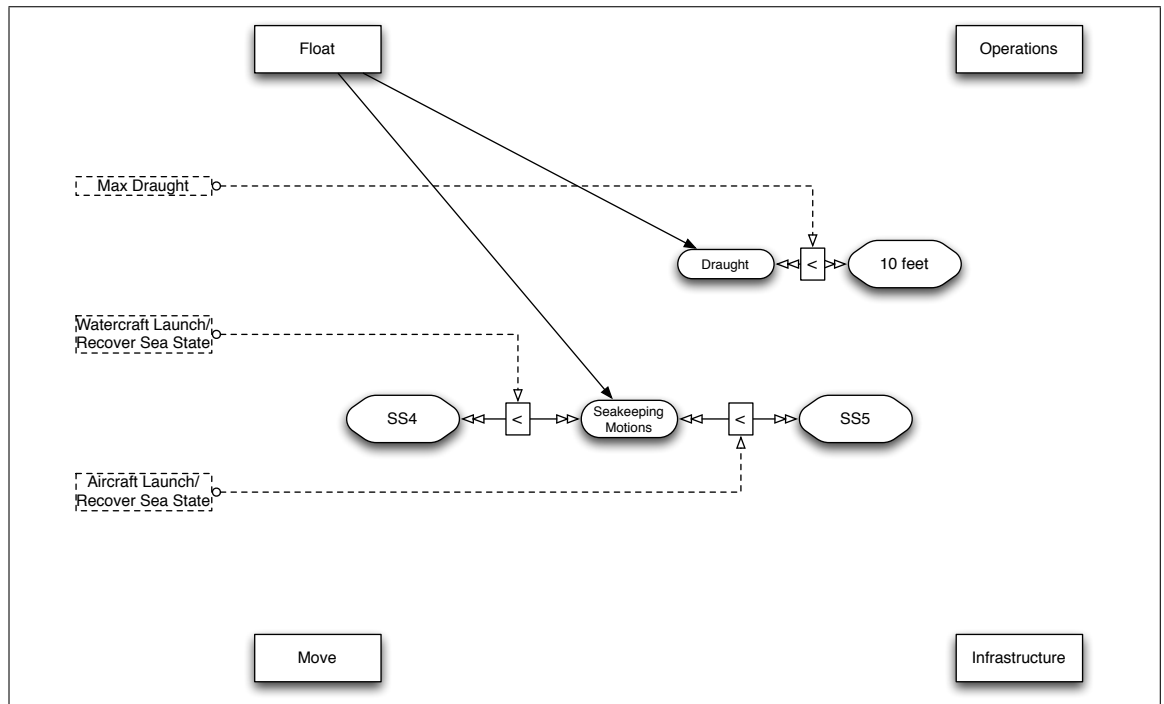 Float
Operations
Max Draught
Draught
<
10 feet
Watercraft Launch/
Recover Sea State
SS4
<
Seakeeping
Motions
<
SS5
Aircraft Launch/
Recover Sea State
Move
Infrastructure